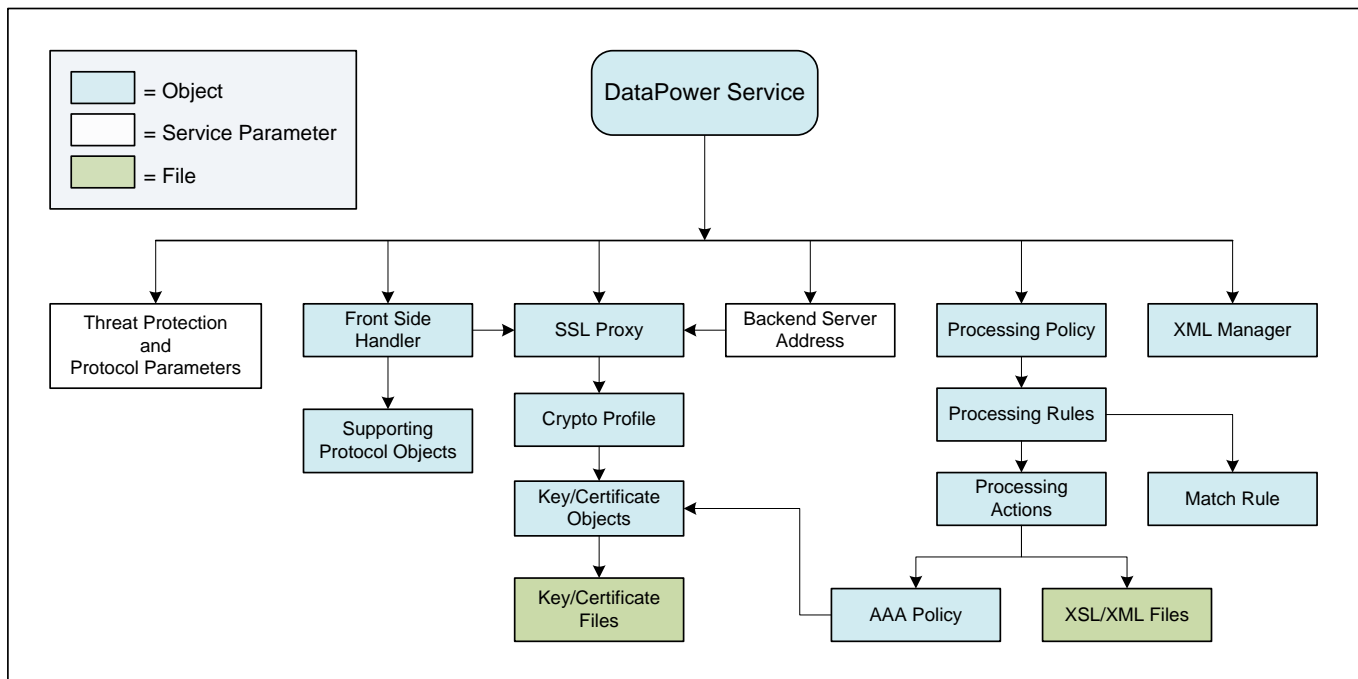 = Object
= Service Parameter
= File
DataPower Service
Threat Protection
and
Protocol Parameters
Front Side
Handler
SSL Proxy
Backend Server
Address
Processing Policy
XML Manager
Supporting
Protocol Objects
Crypto Profile
Processing Rules
Key/Certificate
Objects
Processing
Actions
Match Rule
Key/Certificate
Files
AAA Policy
XSL/XML Files